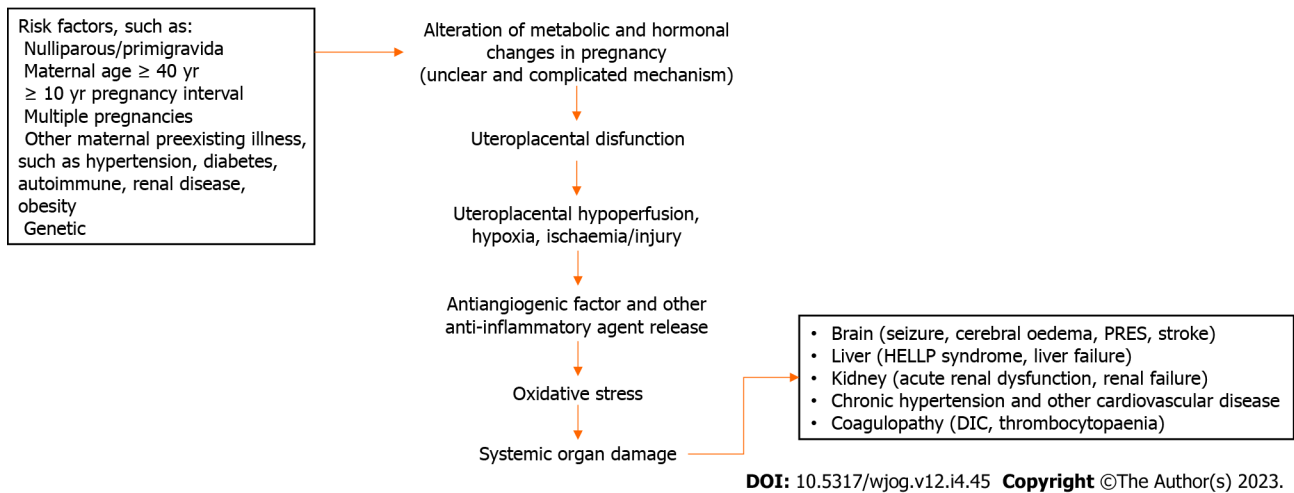 Risk factors, such as:
Nulliparous/primigravida
Maternal age ≥ 40 yr
≥ 10 yr pregnancy interval
Multiple pregnancies
Other maternal preexisting illness,
such as hypertension, diabetes,
autoimmune, renal disease,
obesity
Genetic
Alteration of metabolic and hormonal
changes in pregnancy
(unclear and complicated mechanism)
Uteroplacental disfunction
Uteroplacental hypoperfusion,
hypoxia, ischaemia/injury
Antiangiogenic factor and other
anti-inflammatory agent release
Oxidative stress
Systemic organ damage
• Brain (seizure, cerebral oedema, PRES, stroke)
• Liver (HELLP syndrome, liver failure)
• Kidney (acute renal dysfunction, renal failure)
• Chronic hypertension and other cardiovascular disease
• Coagulopathy (DIC, thrombocytopaenia)
DOI: 10.5317/wjog.v12.i4.45 Copyright ©The Author(s) 2023.